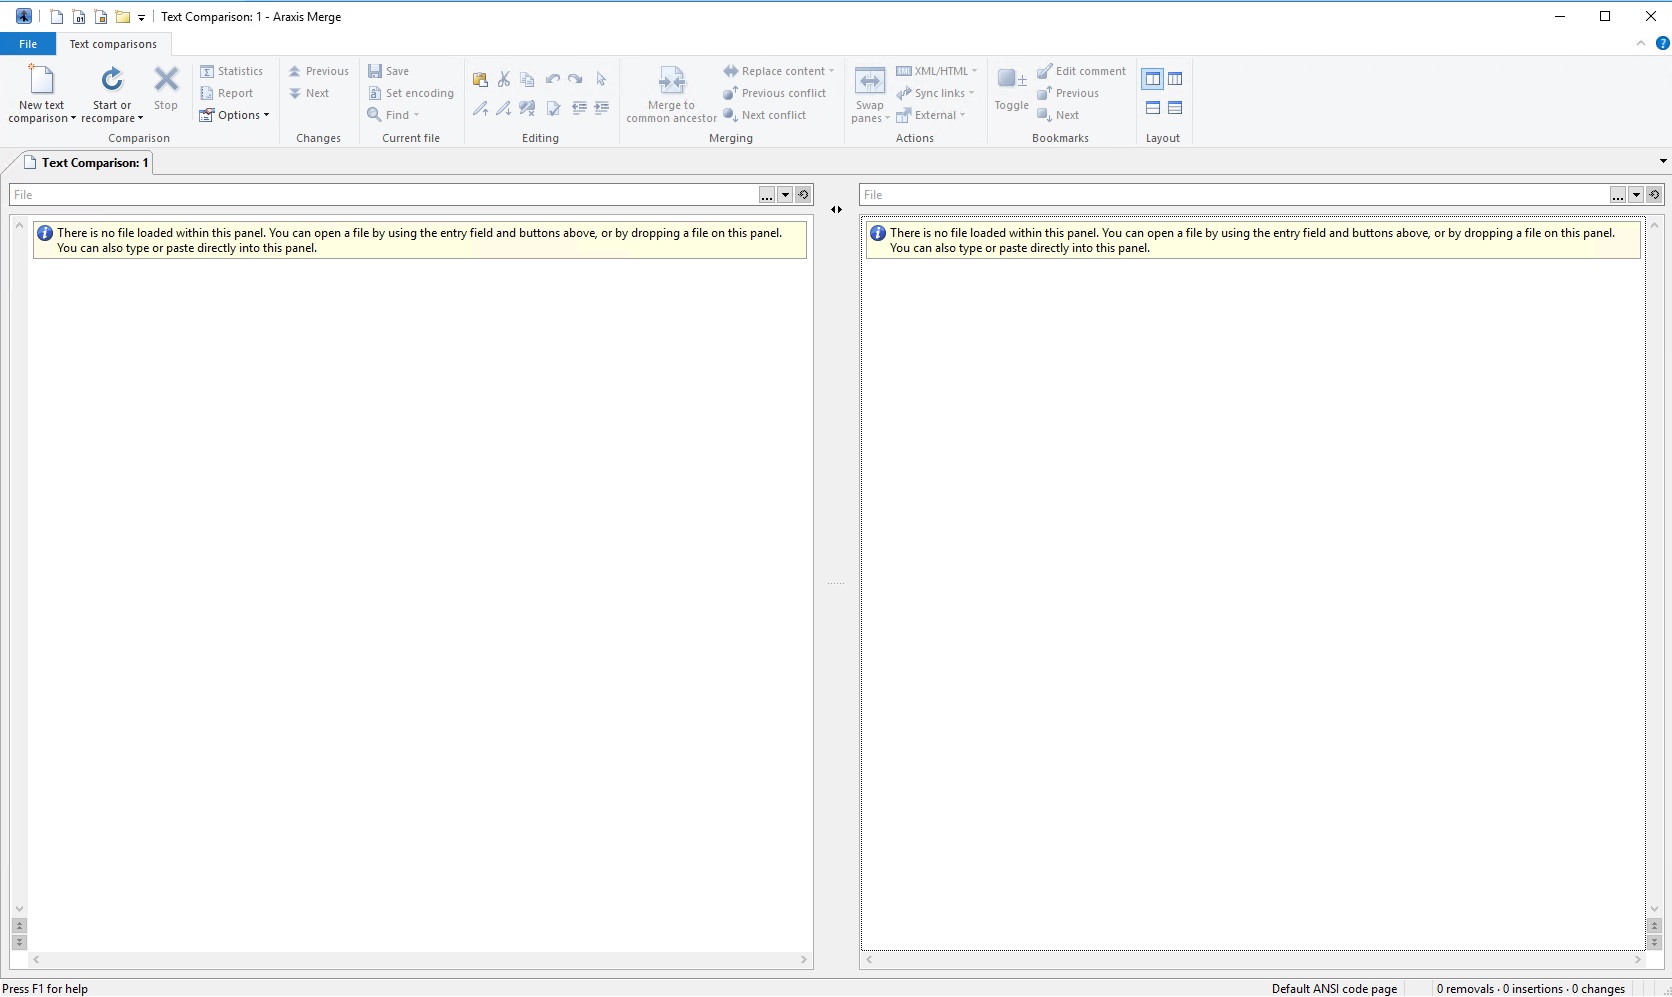 Text Comparison: 1 - Araxis Merge
File
Text comparisons
New text comparison
Start or recompare
Stop
Statistics
Report
Options
Comparison
Previous
Next
Changes
Save
Set encoding
Find
Current file
Editing
Merge to common ancestor
Replace content
Previous conflict
Next conflict
Merging
Swap panes
XML/HTML
Sync links
External
Actions
Toggle
Edit comment
Previous
Next
Bookmarks
Layout
Text Comparison: 1
File
...
File
...
There is no file loaded within this panel. You can open a file by using the entry field and buttons above, or by dropping a file on this panel.
You can also type or paste directly into this panel.
There is no file loaded within this panel. You can open a file by using the entry field and buttons above, or by dropping a file on this panel.
You can also type or paste directly into this panel.
Press F1 for help
Default ANSI code page
0 removals · 0 insertions · 0 changes